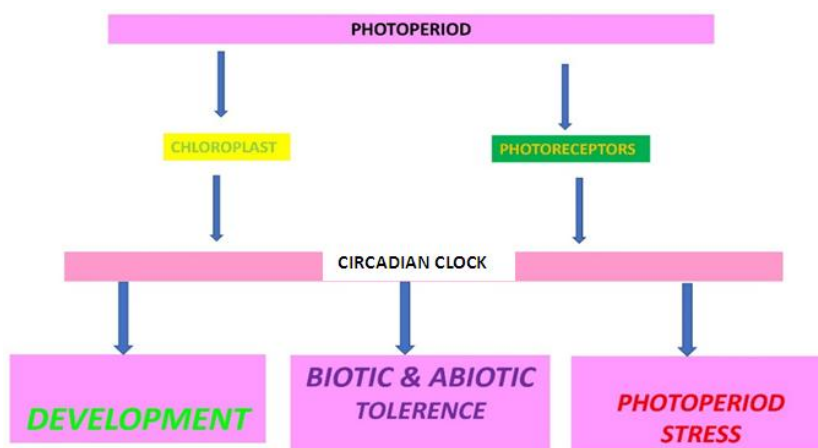 PHOTOPERIOD
CHLOROPLAST
PHOTORECEPTORS
CIRCADIAN CLOCK
DEVELOPMENT
BIOTIC & ABIOTIC
TOLERENCE
PHOTOPERIOD
STRESS